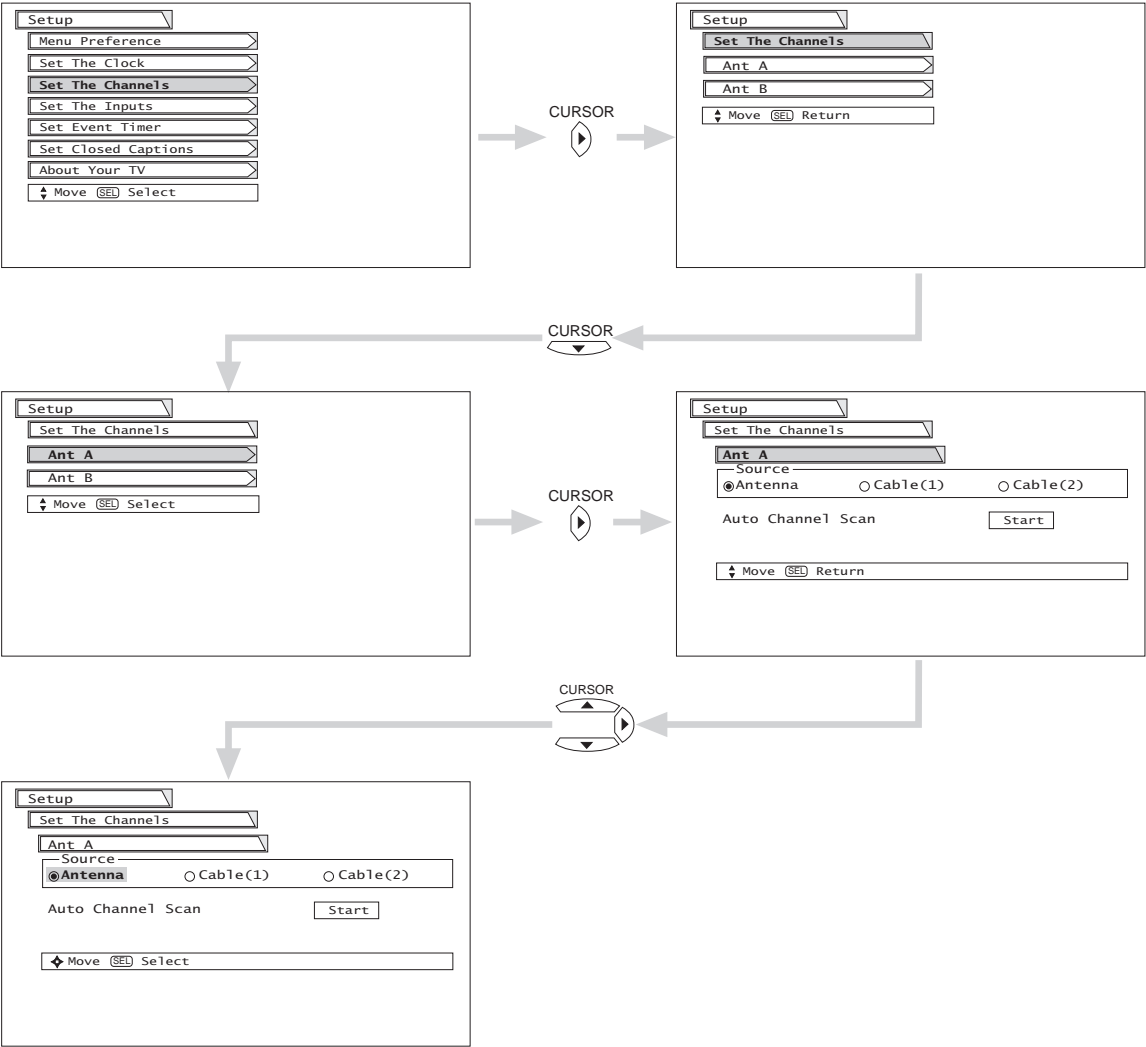 Setup
Menu Preference
Set The Clock
Set The Channels
Set The Inputs
Set Event Timer
Set Closed Captions
About Your TV
Move SEL Select
CURSOR
Setup
Set The Channels
Ant A
Ant B
Move SEL Return
CURSOR
Setup
Set The Channels
Ant A
Ant B
Move SEL Select
CURSOR
Setup
Set The Channels
Ant A
Source
Antenna Cable(1) Cable(2)
Auto Channel Scan Start
Move SEL Return
CURSOR
Setup
Set The Channels
Ant A
Source
Antenna Cable(1) Cable(2)
Auto Channel Scan Start
Move SEL Select